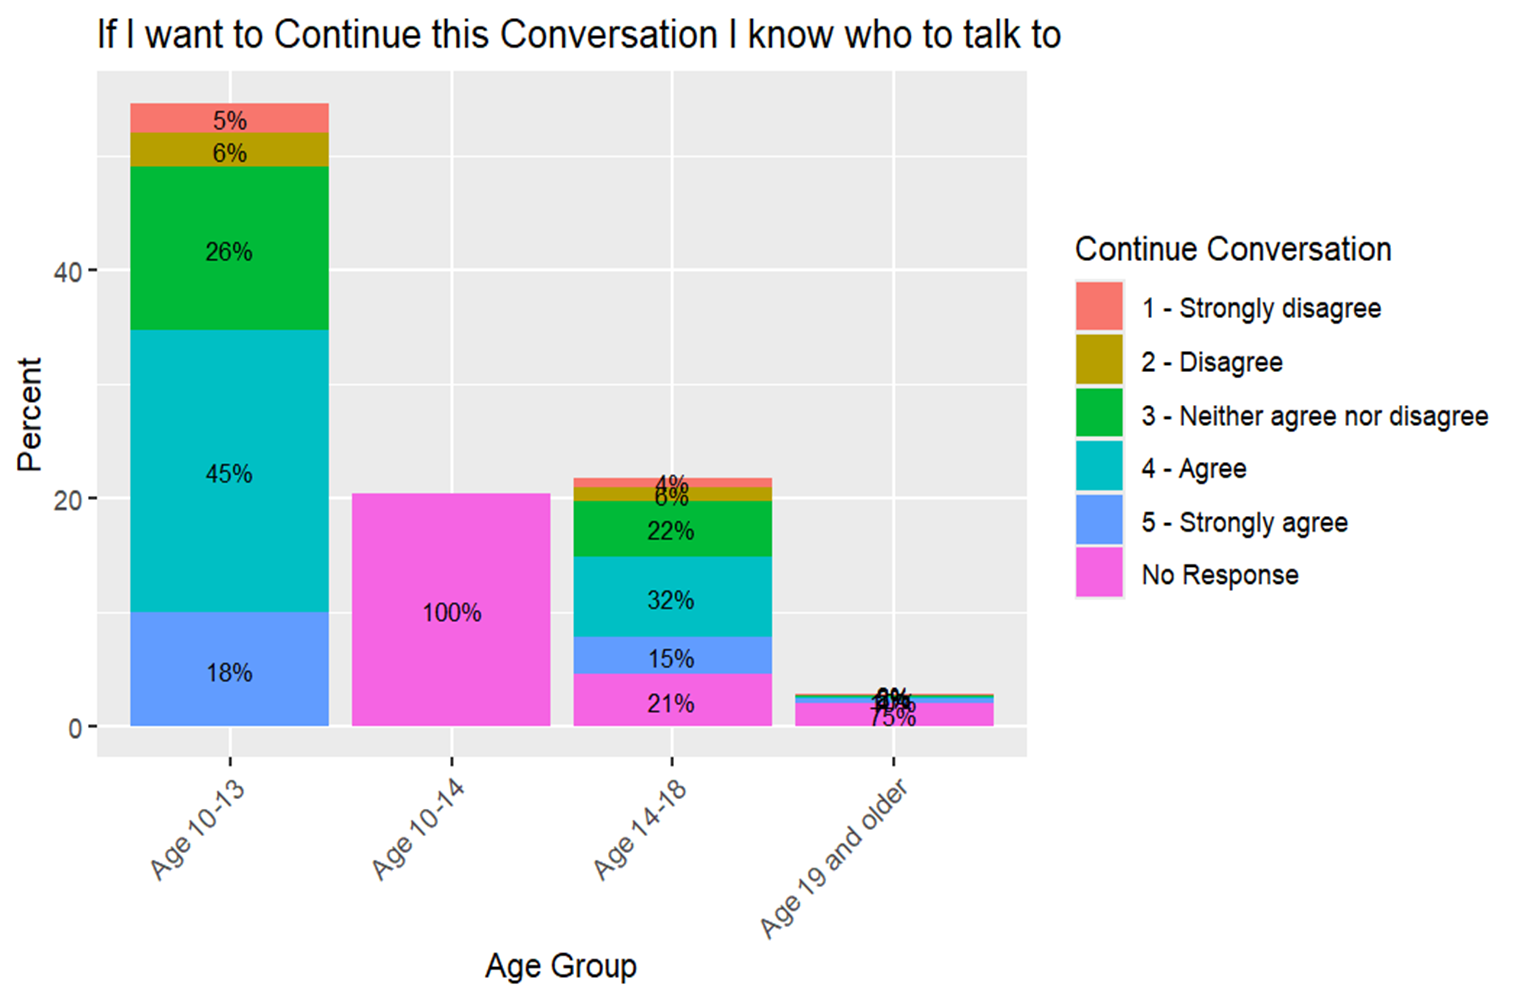 If I want to Continue this Conversation I know who to talk to
5%
6%
26%
45%
18%
100%
4%
6%
22%
32%
15%
21%
75%
40
20
0
Percent
Age 10-13
Age 10-14
Age 14-18
Age 19 and older
Age Group
Continue Conversation
1 - Strongly disagree
2 - Disagree
3 - Neither agree nor disagree
4 - Agree
5 - Strongly agree
No Response